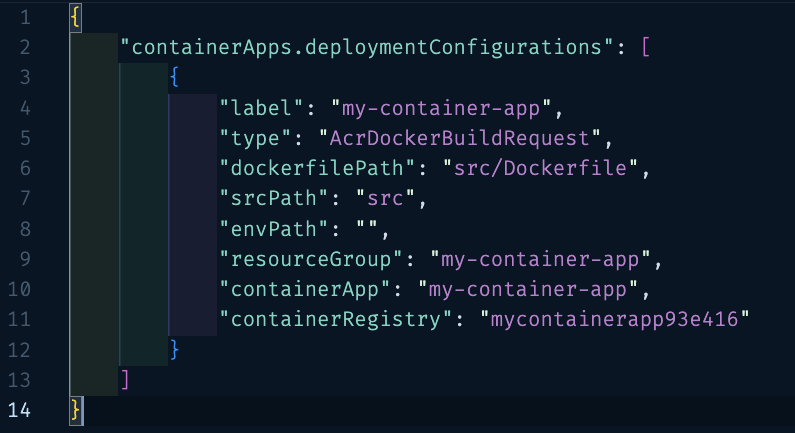 1 {
2 "containerApps.deploymentConfigurations": [
3 {
4 "label": "my-container-app",
5 "type": "AcrDockerBuildRequest",
6 "dockerfilePath": "src/Dockerfile",
7 "srcPath": "src",
8 "envPath": "",
9 "resourceGroup": "my-container-app",
10 "containerApp": "my-container-app",
11 "containerRegistry": "mycontainerapp93e416"
12 }
13 ]
14 }